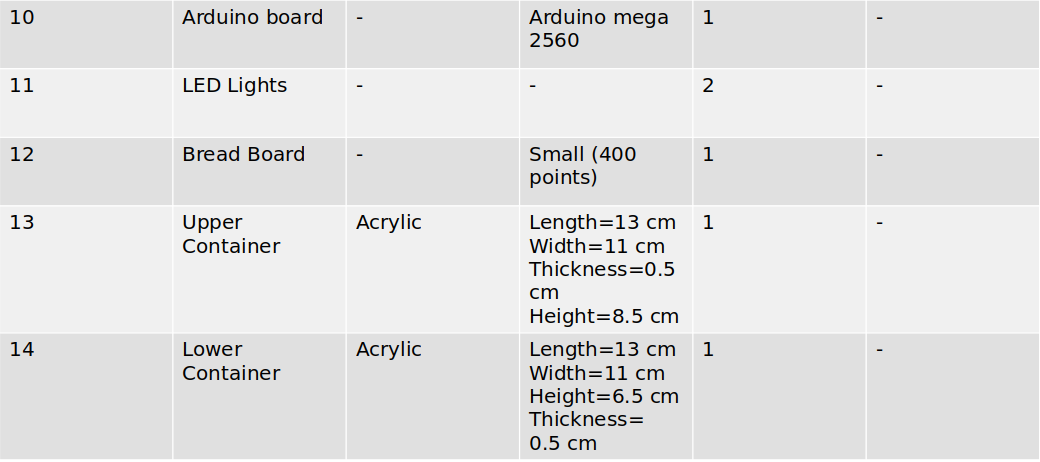 10 Arduino board - Arduino mega 2560 1 -
11 LED Lights - - 2 -
12 Bread Board - Small (400 points) 1 -
13 Upper Container Acrylic Length=13 cm
Width=11 cm
Thickness=0.5 cm
Height=8.5 cm 1 -
14 Lower Container Acrylic Length=13 cm
Width=11 cm
Height=6.5 cm
Thickness= 0.5 cm 1 -